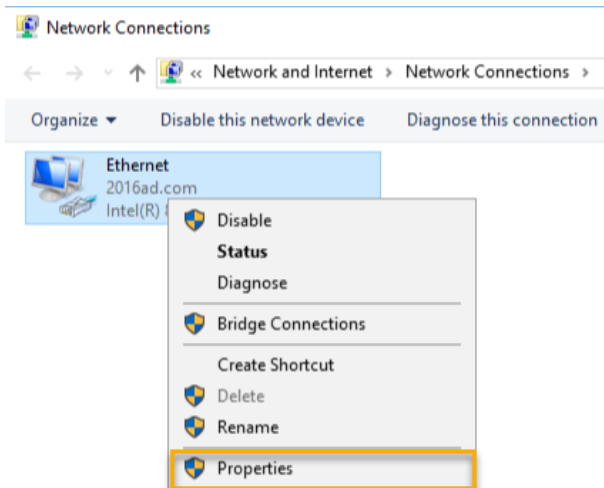 Network Connections
« Network and Internet > Network Connections >
Organize ▾ Disable this network device Diagnose this connection
Ethernet
2016ad.com
Intel(R)
Disable
Status
Diagnose
Bridge Connections
Create Shortcut
Delete
Rename
Properties